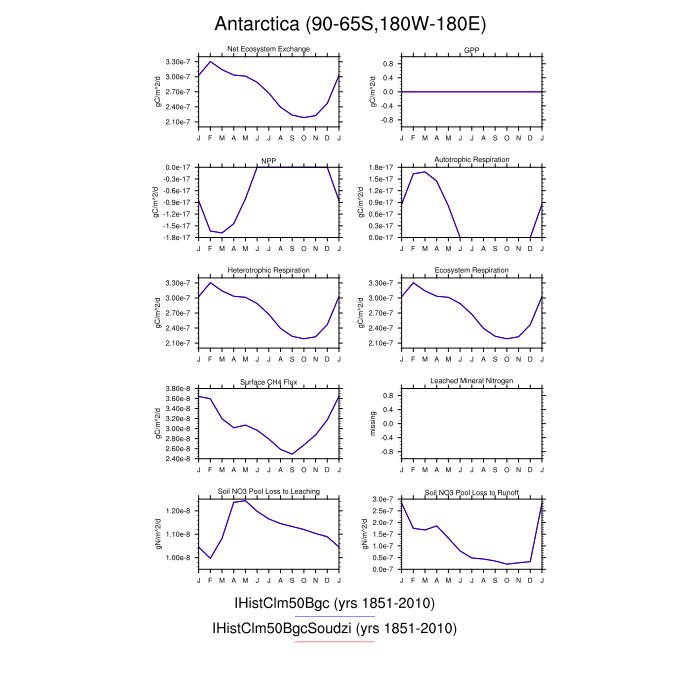 Antarctica (90-65S,180W-180E)
Net Ecosystem Exchange
gC/m^2/d
3.30e-7
3.00e-7
2.70e-7
2.40e-7
2.10e-7
J F M A M J J A S O N D J
GPP
gC/m^2/d
0.8
0.4
0.0
-0.4
-0.8
J F M A M J J A S O N D J
NPP
gC/m^2/d
0.0e-17
-0.3e-17
-0.6e-17
-0.9e-17
-1.2e-17
-1.5e-17
-1.8e-17
J F M A M J J A S O N D J
Autotrophic Respiration
gC/m^2/d
1.8e-17
1.5e-17
1.2e-17
0.9e-17
0.6e-17
0.3e-17
0.0e-17
J F M A M J J A S O N D J
Heterotrophic Respiration
gC/m^2/d
3.30e-7
3.00e-7
2.70e-7
2.40e-7
2.10e-7
J F M A M J J A S O N D J
Ecosystem Respiration
gC/m^2/d
3.30e-7
3.00e-7
2.70e-7
2.40e-7
2.10e-7
J F M A M J J A S O N D J
Surface CH4 Flux
gC/m^2/d
3.80e-8
3.60e-8
3.40e-8
3.20e-8
3.00e-8
2.80e-8
2.60e-8
2.40e-8
J F M A M J J A S O N D J
Leached Mineral Nitrogen
missing
0.8
0.4
0.0
-0.4
-0.8
J F M A M J J A S O N D J
Soil NO3 Pool Loss to Leaching
gN/m^2/d
1.20e-8
1.10e-8
1.00e-8
J F M A M J J A S O N D J
Soil NO3 Pool Loss to Runoff
gN/m^2/d
3.0e-7
2.5e-7
2.0e-7
1.5e-7
1.0e-7
0.5e-7
0.0e-7
J F M A M J J A S O N D J
IHistClm50Bgc (yrs 1851-2010)
IHistClm50BgcSoudzi (yrs 1851-2010)